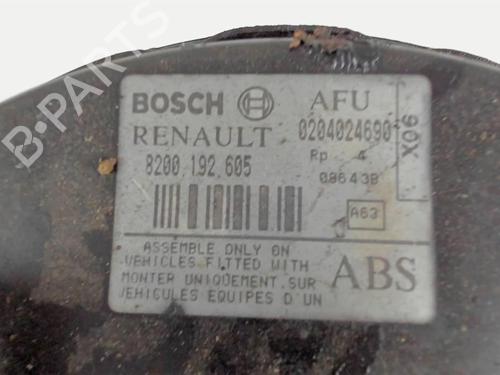 B-PARTS
BOSCH AFU
RENAULT 0204024690
8200 192 605 Rp 4
08643B
X06
A63
ASSEMBLE ONLY ON
VEHICLES FITTED WITH
MONTER UNIQUEMENT SUR
VEHICULES EQUIPES D'UN
ABS